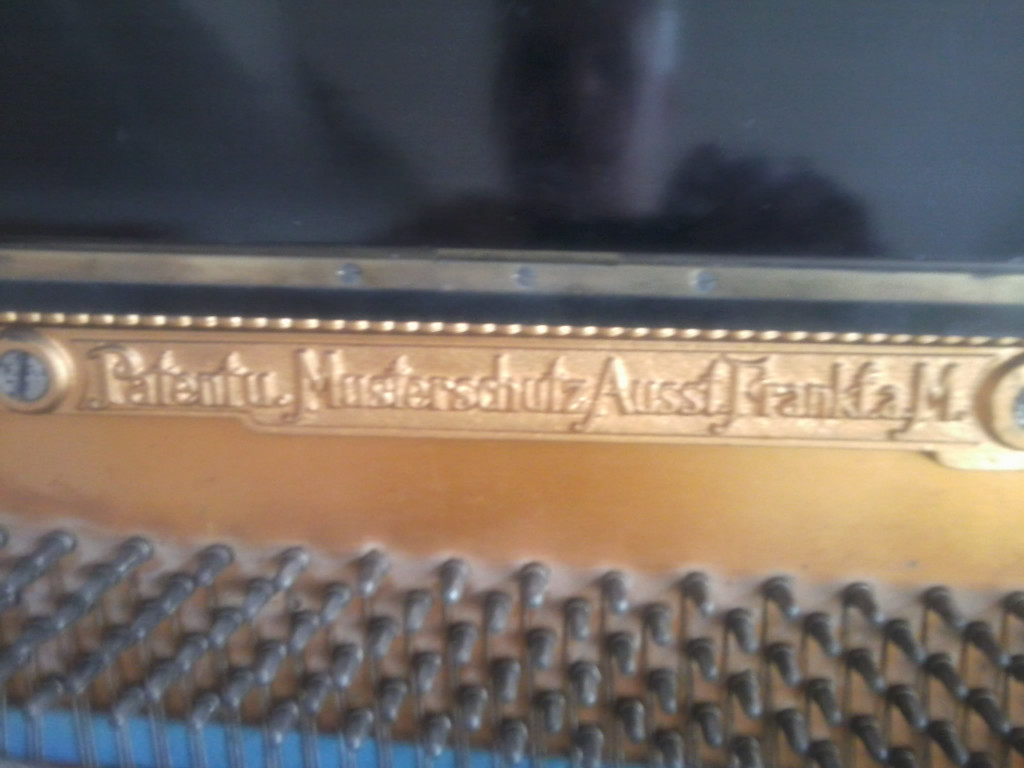 Patent u. Musterschutz Ausst. Frankf. a. M.